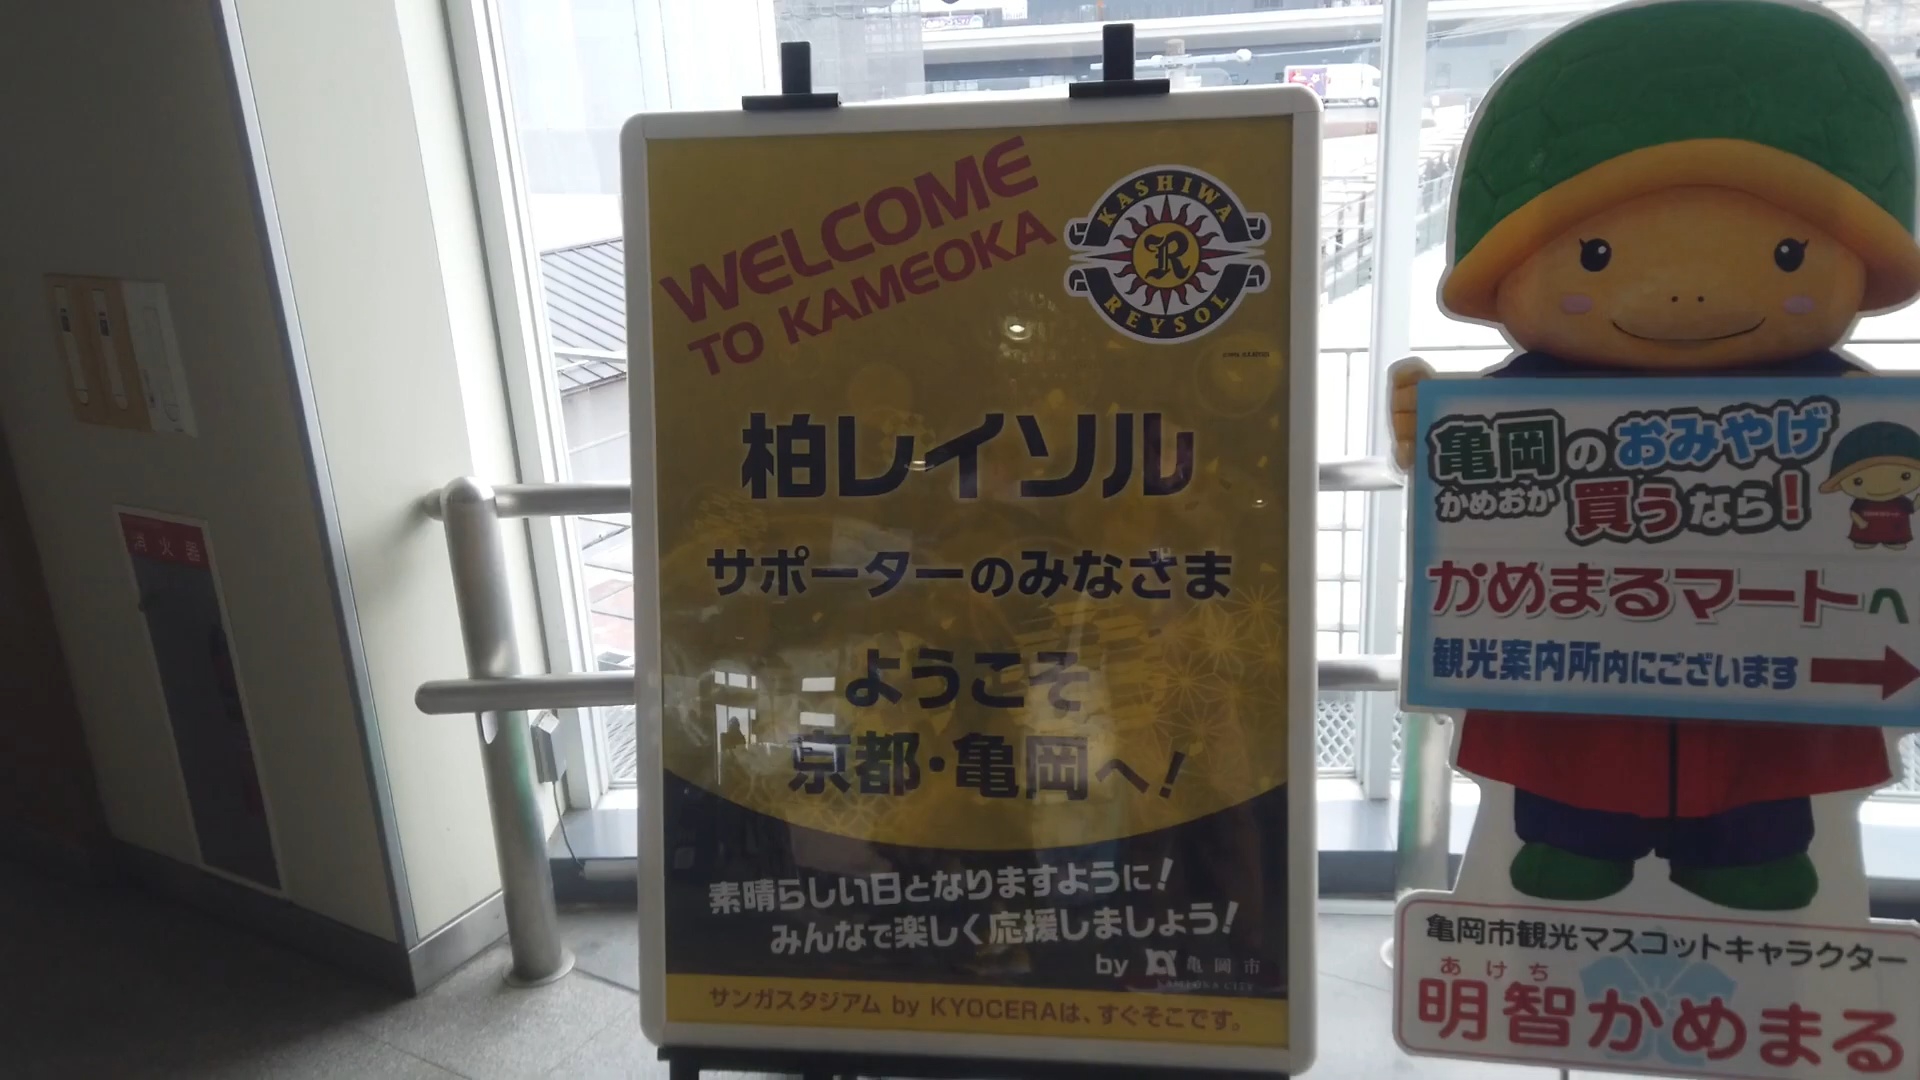 WELCOME
TO KAMEOKA
KASHIWA
R
REYSOL
柏レイソル
サポーターのみなさま
ようこそ
京都・亀岡へ!
素晴らしい日となりますように!
みんなで楽しく応援しましょう!
by 亀岡市
KAMEOKA CITY
サンガスタジアム by KYOCERAは、すぐそこです。
消火器
亀岡のおみやげ
かめおか 買うなら!
かめまるマートへ
観光案内所内にございます
亀岡市観光マスコットキャラクター
あけち
明智かめまる